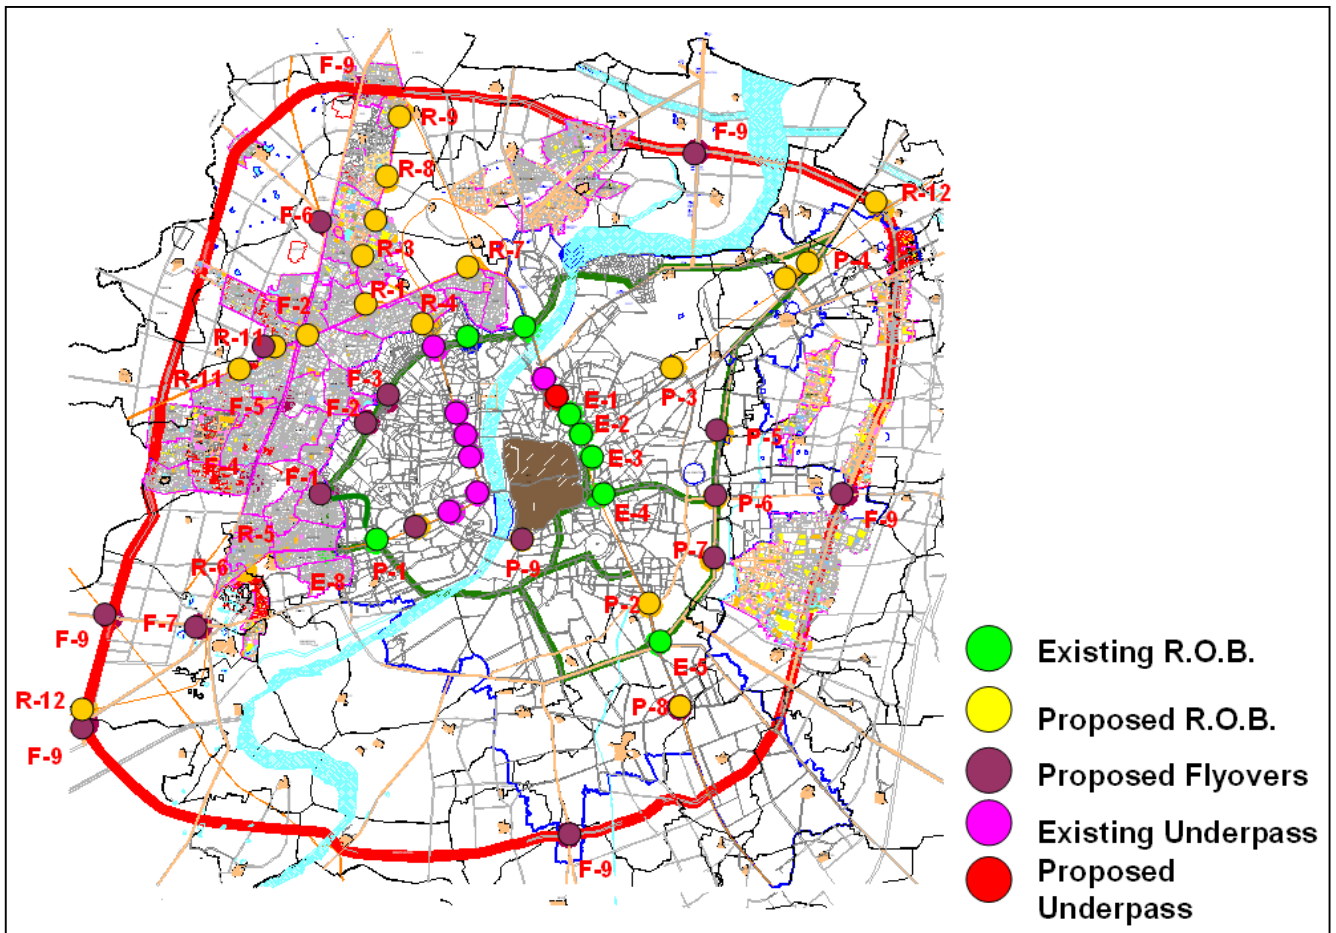 F-9
R-9
F-9
R-8
R-12
F-6
R-3
R-7
P-4
R-1
F-2
R-4
R-11
R-11
F-3
P-3
E-1
F-5
F-2
E-2
P-5
E-3
F-4
F-1
P-6
E-4
F-9
R-5
P-7
P-9
R-6
E-8
P-1
P-2
F-9
F-7
E-5
R-12
P-8
F-9
F-9
Existing R.O.B.
Proposed R.O.B.
Proposed Flyovers
Existing Underpass
Proposed
Underpass